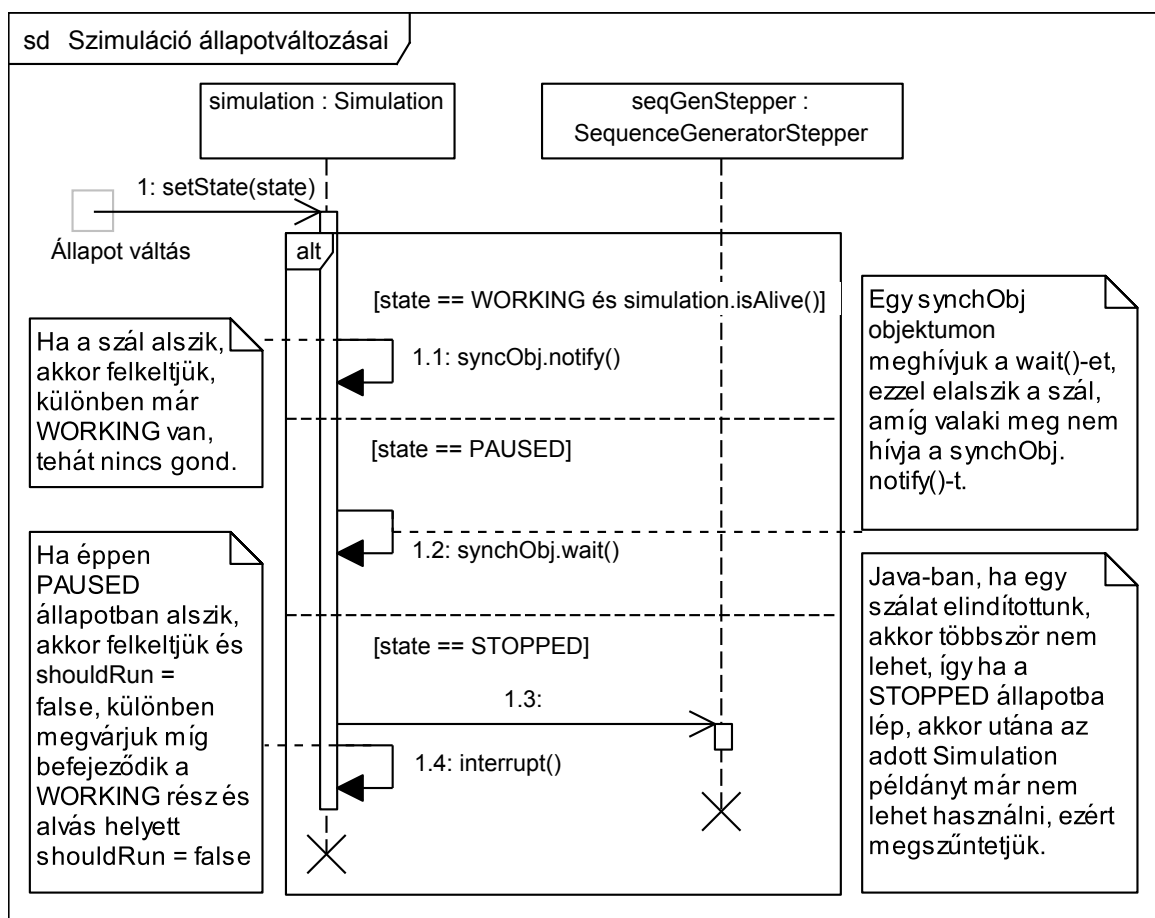 sd Szimuláció állapotváltozásai
simulation : Simulation
seqGenStepper :
SequenceGeneratorStepper
1: setState(state)
Állapot váltás
alt
[state == WORKING és simulation.isAlive()]
Ha a szál alszik,
akkor felkeltjük,
különben már
WORKING van,
tehát nincs gond.
1.1: syncObj.notify()
Egy synchObj
objektumon
meghívjuk a wait()-et,
ezzel elalszik a szál,
amíg valaki meg nem
hívja a synchObj.
notify()-t.
[state == PAUSED]
1.2: synchObj.wait()
Ha éppen
PAUSED
állapotban alszik,
akkor felkeltjük és
shouldRun =
false, különben
megvárjuk míg
befejeződik a
WORKING rész és
alvás helyett
shouldRun = false
[state == STOPPED]
1.3:
1.4: interrupt()
Java-ban, ha egy
szálat elindítottunk,
akkor többször nem
lehet, így ha a
STOPPED állapotba
lép, akkor utána az
adott Simulation
példányt már nem
lehet használni, ezért
megszűntetjük.